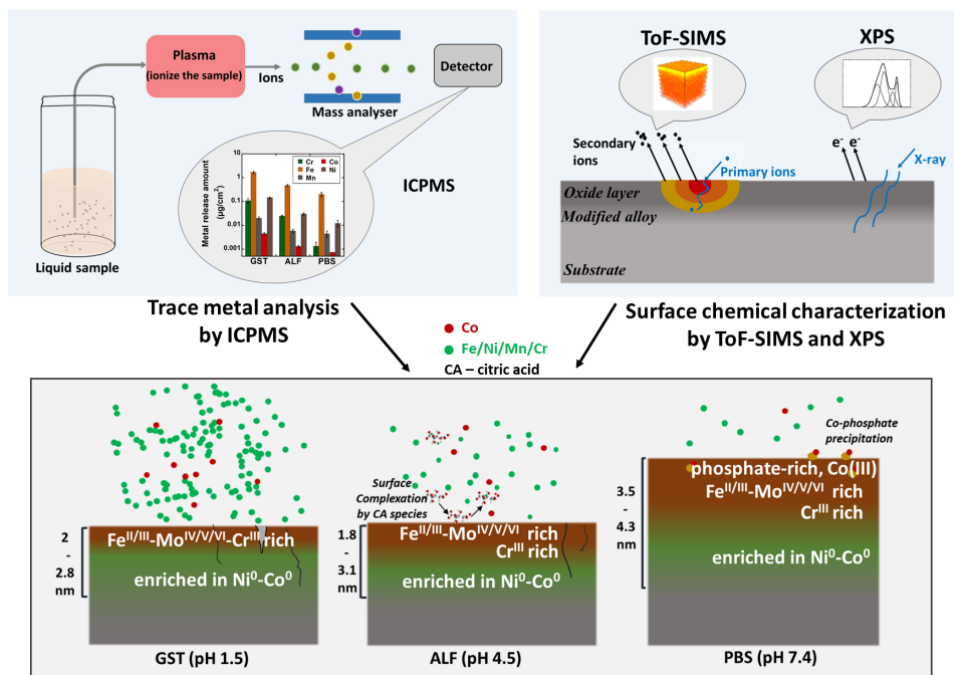 Plasma
(ionize the sample)
Ions
Mass analyser
Detector
Liquid sample
ICPMS
Metal release amount
(µg/cm²)
Cr
Co
Fe
Ni
Mn
1
0.1
0.01
0.001
GST
ALF
PBS
ToF-SIMS
XPS
Secondary
ions
Primary ions
e⁻
e⁻
X-ray
Oxide layer
Modified alloy
Substrate
Trace metal analysis
by ICPMS
Surface chemical characterization
by ToF-SIMS and XPS
Co
Fe/Ni/Mn/Cr
CA – citric acid
2
-
2.8
nm
Fe^II/III-Mo^IV/V/VI-Cr^III rich
enriched in Ni⁰-Co⁰
GST (pH 1.5)
Surface
Complexation
by CA species
1.8
-
3.1
nm
Fe^II/III-Mo^IV/V/VI rich
Cr^III rich
enriched in Ni⁰-Co⁰
ALF (pH 4.5)
Co-phosphate
precipitation
3.5
-
4.3
nm
phosphate-rich, Co(III)
Fe^II/III-Mo^IV/V/VI rich
Cr^III rich
enriched in Ni⁰-Co⁰
PBS (pH 7.4)